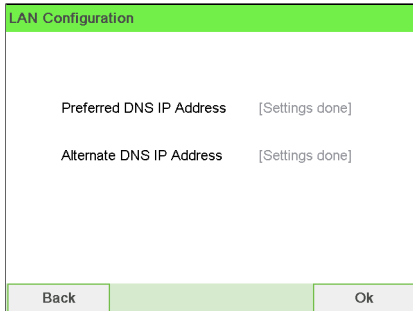 LAN Configuration
Preferred DNS IP Address [Settings done]
Alternate DNS IP Address [Settings done]
Back Ok